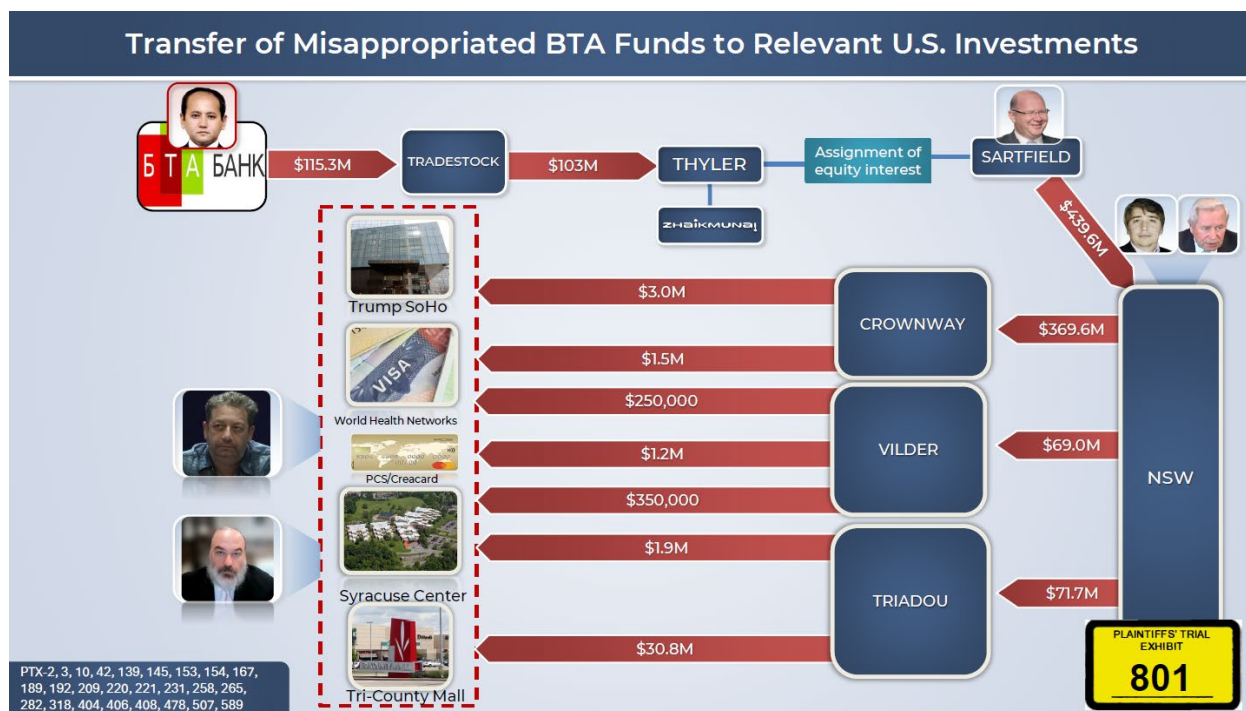 Transfer of Misappropriated BTA Funds to Relevant U.S. Investments
БТА БАНК
$115.3M
TRADESTOCK
$103M
THYLER
Assignment of
equity interest
SARTFIELD
zhaikmunai
$439.6M
Trump SoHo
$3.0M
CROWNWAY
$369.6M
VISA
$1.5M
World Health Networks
$250,000
VILDER
$69.0M
NSW
$1.2M
PCS/Creacard
$350,000
$1.9M
Syracuse Center
TRIADOU
$71.7M
$30.8M
Tri-County Mall
PTX-2, 3, 10, 42, 139, 145, 153, 154, 167,
189, 192, 209, 220, 221, 231, 258, 265,
282, 318, 404, 406, 408, 478, 507, 589
PLAINTIFFS' TRIAL
EXHIBIT
801